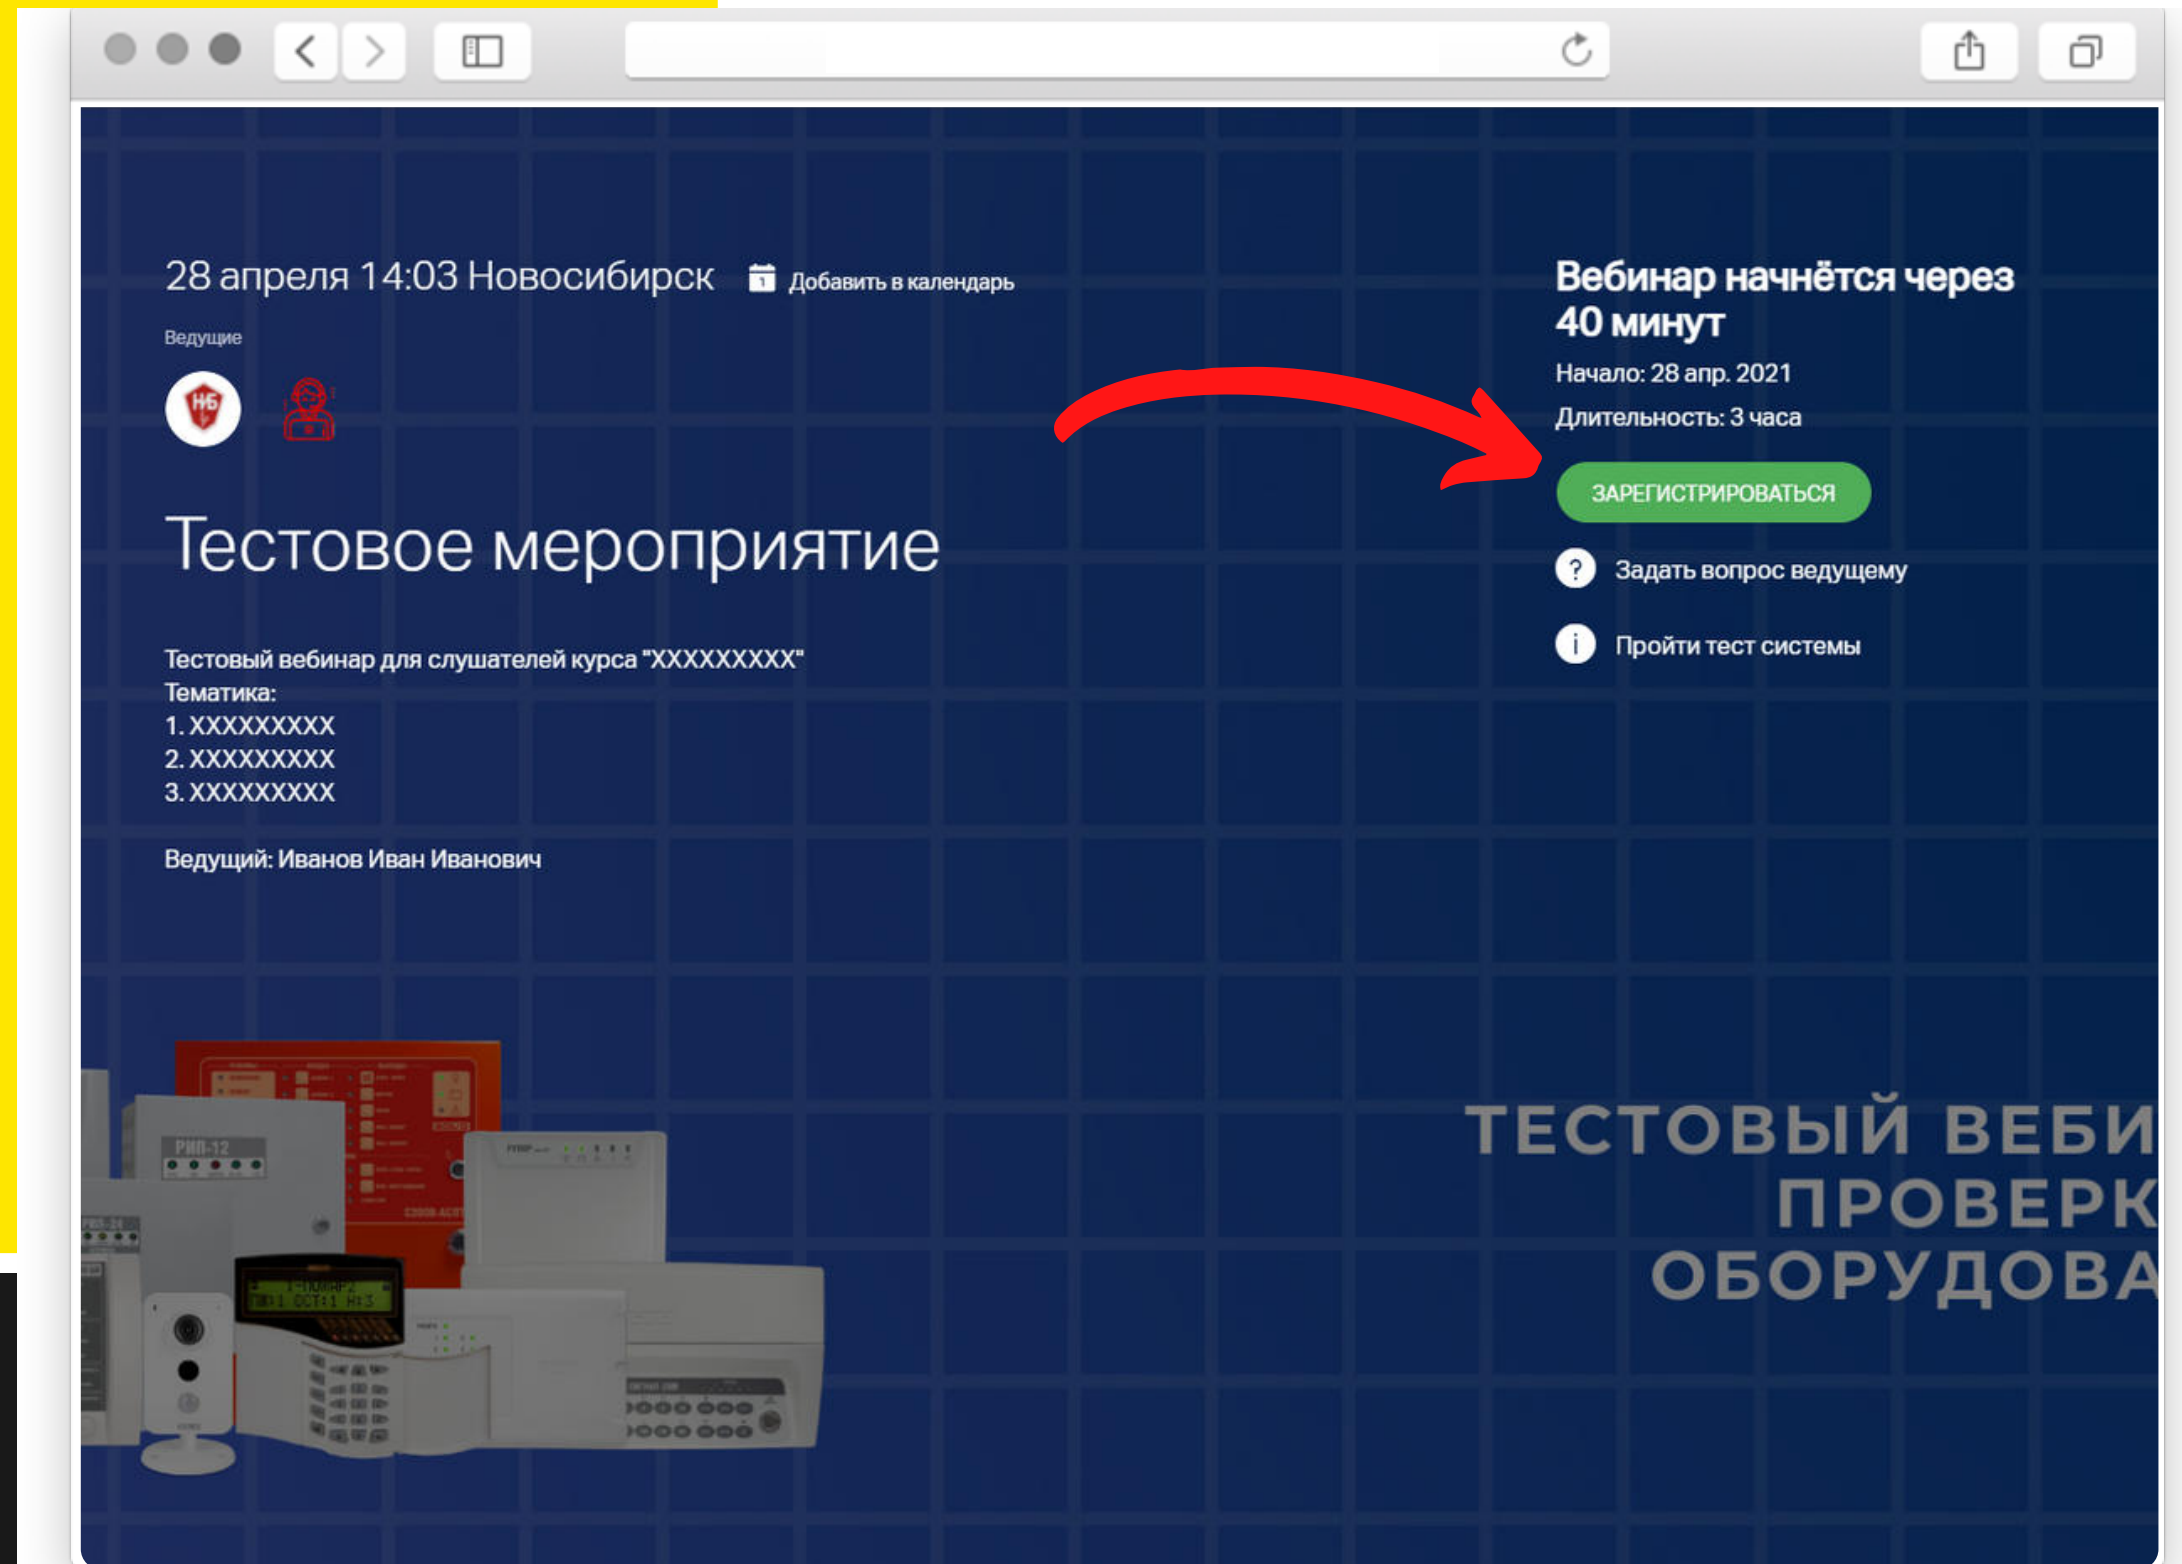 28 апреля 14:03 Новосибирск
Добавить в календарь
Ведущие
НБ
Тестовое мероприятие
Тестовый вебинар для слушателей курса "XXXXXXXXX"
Тематика:
1. XXXXXXXXX
2. XXXXXXXXX
3. XXXXXXXXX
Ведущий: Иванов Иван Иванович
Вебинар начнётся через
40 минут
Начало: 28 апр. 2021
Длительность: 3 часа
ЗАРЕГИСТРИРОВАТЬСЯ
? Задать вопрос ведущему
i Пройти тест системы
РИП-12
ТЕСТОВЫЙ ВЕБИ
ПРОВЕРК
ОБОРУДОВА